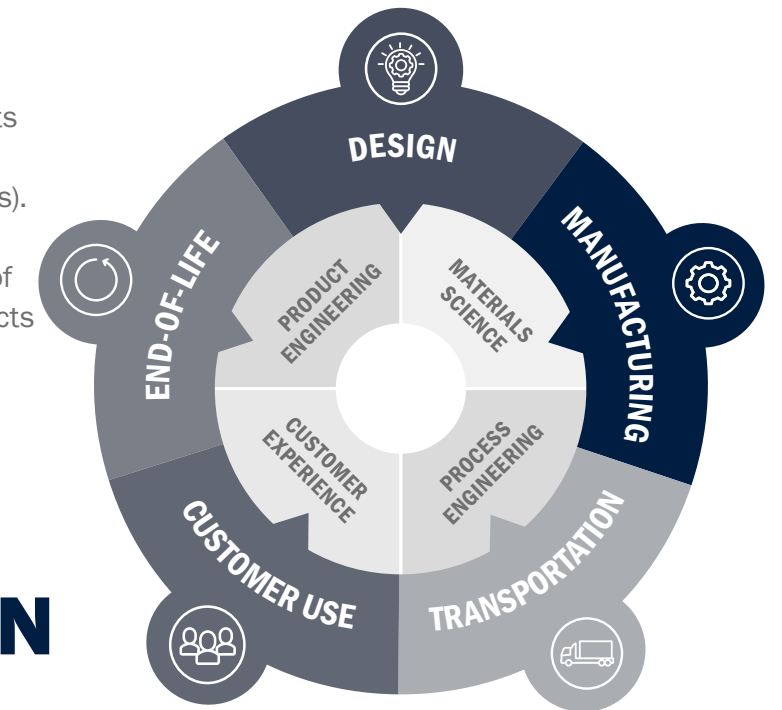 DESIGN
MANUFACTURING
TRANSPORTATION
CUSTOMER USE
END-OF-LIFE
PRODUCT
ENGINEERING
MATERIALS
SCIENCE
PROCESS
ENGINEERING
CUSTOMER
EXPERIENCE